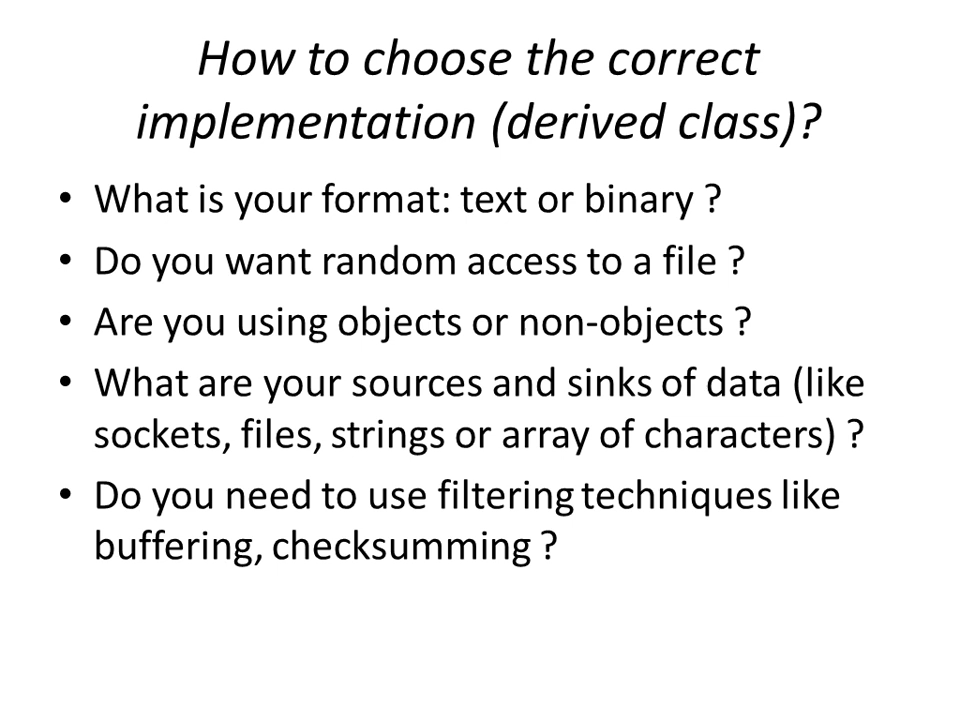 How to choose the correct
implementation (derived class)?
• What is your format: text or binary ?
• Do you want random access to a file ?
• Are you using objects or non-objects ?
• What are your sources and sinks of data (like
sockets, files, strings or array of characters) ?
• Do you need to use filtering techniques like
buffering, checksumming ?